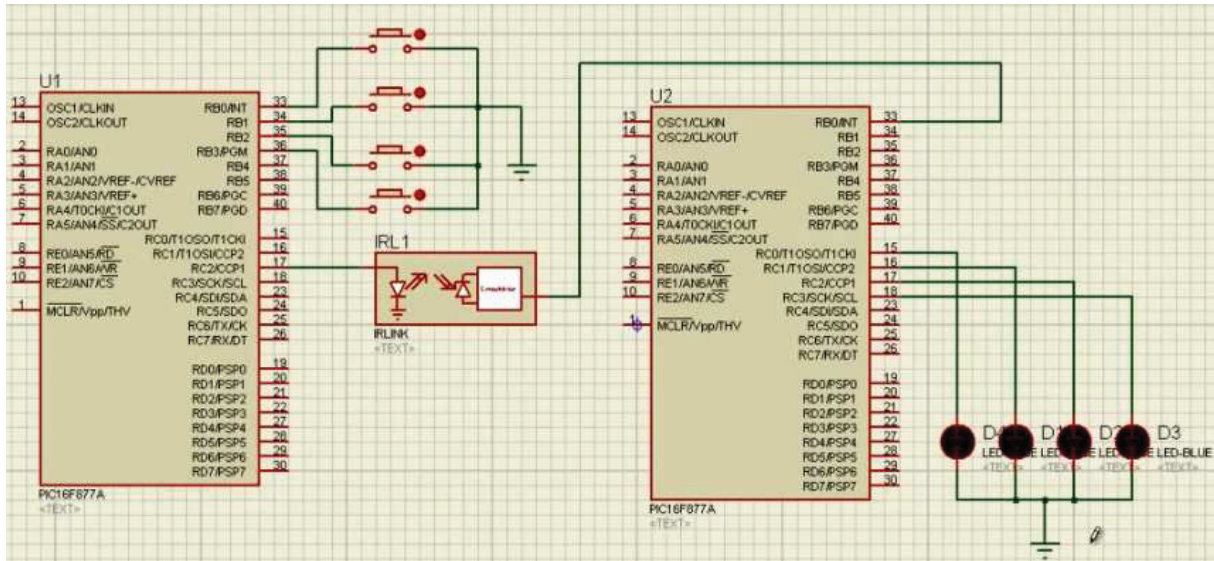 U1
13 OSC1/CLKIN RB0/INT 33
14 OSC2/CLKOUT RB1 34
RB2 35
2 RA0/AN0 RB3/PGM 36
3 RA1/AN1 RB4 37
4 RA2/AN2/VREF-/CVREF RB5 38
5 RA3/AN3/VREF+ RB6/PGC 39
6 RA4/T0CKI/C1OUT RB7/PGD 40
7 RA5/AN4/SS/C2OUT
RC0/T1OSO/T1CKI 15
8 RE0/AN5/RD RC1/T1OSI/CCP2 16
9 RE1/AN6/WR RC2/CCP1 17
10 RE2/AN7/CS RC3/SCK/SCL 18
RC4/SDI/SDA 23
1 MCLR/Vpp/THV RC5/SDO 24
RC6/TX/CK 25
RC7/RX/DT 26
RD0/PSP0 19
RD1/PSP1 20
RD2/PSP2 21
RD3/PSP3 22
RD4/PSP4 27
RD5/PSP5 28
RD6/PSP6 29
RD7/PSP7 30
PIC16F877A
<TEXT>
IRL1
IRLINK
<TEXT>
U2
13 OSC1/CLKIN RB0/INT 33
14 OSC2/CLKOUT RB1 34
RB2 35
2 RA0/AN0 RB3/PGM 36
3 RA1/AN1 RB4 37
4 RA2/AN2/VREF-/CVREF RB5 38
5 RA3/AN3/VREF+ RB6/PGC 39
6 RA4/T0CKI/C1OUT RB7/PGD 40
7 RA5/AN4/SS/C2OUT
RC0/T1OSO/T1CKI 15
8 RE0/AN5/RD RC1/T1OSI/CCP2 16
9 RE1/AN6/WR RC2/CCP1 17
10 RE2/AN7/CS RC3/SCK/SCL 18
RC4/SDI/SDA 23
1 MCLR/Vpp/THV RC5/SDO 24
RC6/TX/CK 25
RC7/RX/DT 26
RD0/PSP0 19
RD1/PSP1 20
RD2/PSP2 21
RD3/PSP3 22
RD4/PSP4 27
RD5/PSP5 28
RD6/PSP6 29
RD7/PSP7 30
PIC16F877A
<TEXT>
D3
LED-BLUE
<TEXT>